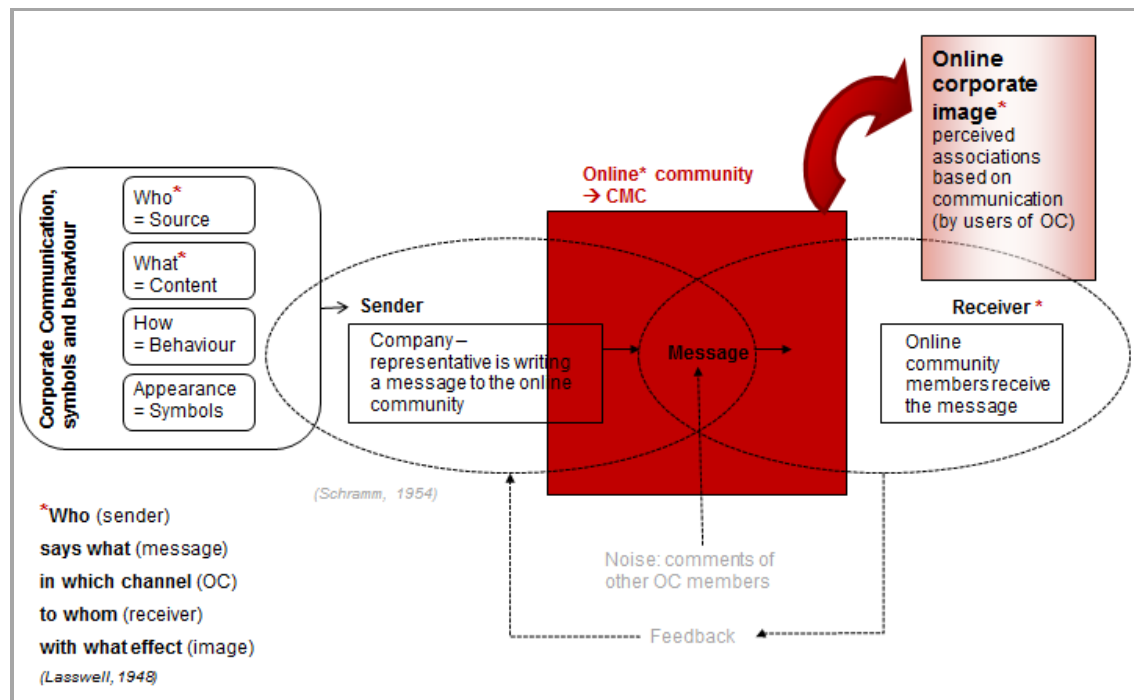 Online
corporate
image*
perceived
associations
based on
communication
(by users of OC)
Online* community
→ CMC
Corporate Communication,
symbols and behaviour
Who*
= Source
What*
= Content
How
= Behaviour
Appearance
= Symbols
Sender
Company –
representative is writing
a message to the online
community
Message
Receiver *
Online
community
members receive
the message
(Schramm, 1954)
Noise: comments of
other OC members
Feedback
*Who (sender)
says what (message)
in which channel (OC)
to whom (receiver)
with what effect (image)
(Lasswell, 1948)